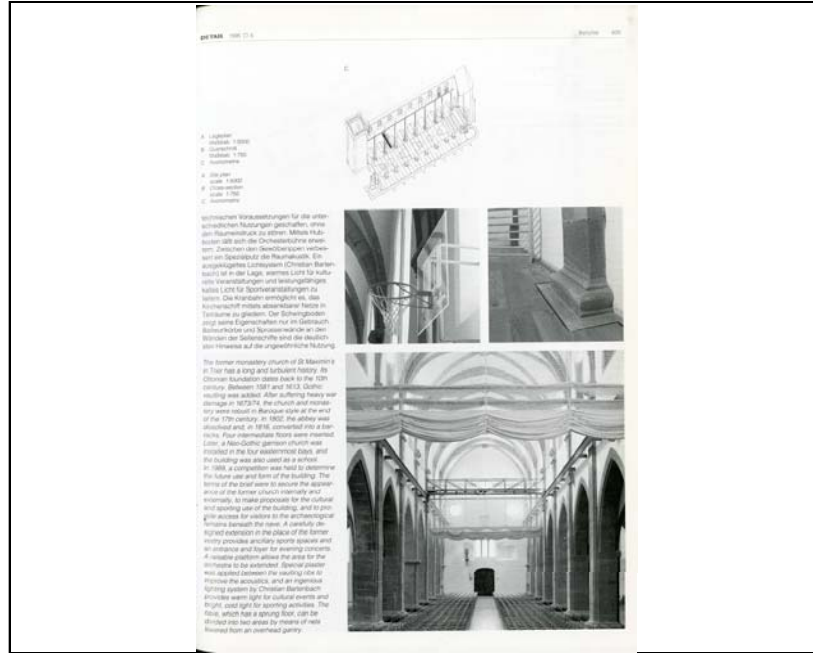 DETAIL 1996
Berichte
C
A Lageplan
Maßstab 1:5000
B Querschnitt
Maßstab 1:750
C Axonometrie
A Site plan
scale 1:5000
B Cross-section
scale 1:750
C Axonometric
technischen Voraussetzungen für die unter-
schiedlichen Nutzungen geschaffen, ohne
den Raumeindruck zu stören. Mittels Hub-
boden läßt sich die Orchesterbühne erwei-
tern. Zwischen den Gewölberippen verbes-
sert ein Spezialputz die Raumakustik. Ein
ausgeklügeltes Lichtsystem (Christian Barten-
bach) ist in der Lage, warmes Licht für kultu-
relle Veranstaltungen und leistungsfähiges
kaltes Licht für Sportveranstaltungen zu
liefern. Die Kranbahn ermöglicht es, das
Kirchenschiff mittels absenkbarer Netze in
Teilräume zu gliedern. Der Schwingboden
zeigt seine Eigenschaften nur im Gebrauch.
Basketballkörbe und Sprossenwände an den
Wänden der Seitenschiffe sind die deutlich-
sten Hinweise auf die ungewöhnliche Nutzung.
The former monastery church of St Maximin's
in Trier has a long and turbulent history. Its
Ottonian foundation dates back to the 10th
century. Between 1581 and 1613, Gothic
vaulting was added. After suffering heavy war
damage in 1673/74, the church and monas-
tery were rebuilt in Baroque style at the end
of the 17th century. In 1802, the abbey was
dissolved and, in 1816, converted into a bar-
racks. Four intermediate floors were inserted.
Later, a Neo-Gothic garrison church was
installed in the four easternmost bays, and
the building was also used as a school.
In 1989, a competition was held to determine
the future use and form of the building. The
terms of the brief were to secure the appear-
ance of the former church internally and
externally, to make proposals for the cultural
and sporting use of the building, and to pro-
vide access for visitors to the archaeological
remains beneath the nave. A carefully de-
signed extension in the place of the former
vestry provides ancillary sports spaces and
an entrance and foyer for evening concerts.
A raisable platform allows the area for the
orchestra to be extended. Special plaster
was applied between the vaulting ribs to
improve the acoustics, and an ingenious
lighting system by Christian Bartenbach
provides warm light for cultural events and
bright, cold light for sporting activities. The
nave, which has a sprung floor, can be
divided into two areas by means of nets
lowered from an overhead gantry.